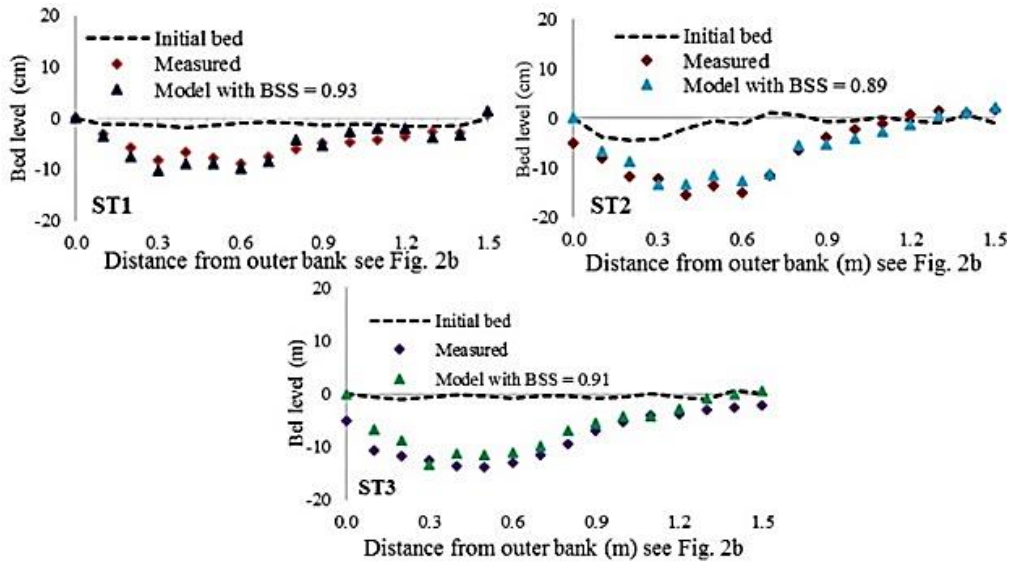 20
10
0
-10
-20
Bed level (cm)
Initial bed
Measured
Model with BSS = 0.93
ST1
0.0 0.3 0.6 0.9 1.2 1.5
Distance from outer bank see Fig. 2b
20
10
0
-10
-20
Bed level (cm)
Initial bed
Measured
Model with BSS = 0.89
ST2
0.0 0.3 0.6 0.9 1.2 1.5
Distance from outer bank (m) see Fig. 2b
20
10
0
-10
-20
Bel level (m)
Initial bed
Measured
Model with BSS = 0.91
ST3
0.0 0.3 0.6 0.9 1.2 1.5
Distance from outer bank (m) see Fig. 2b